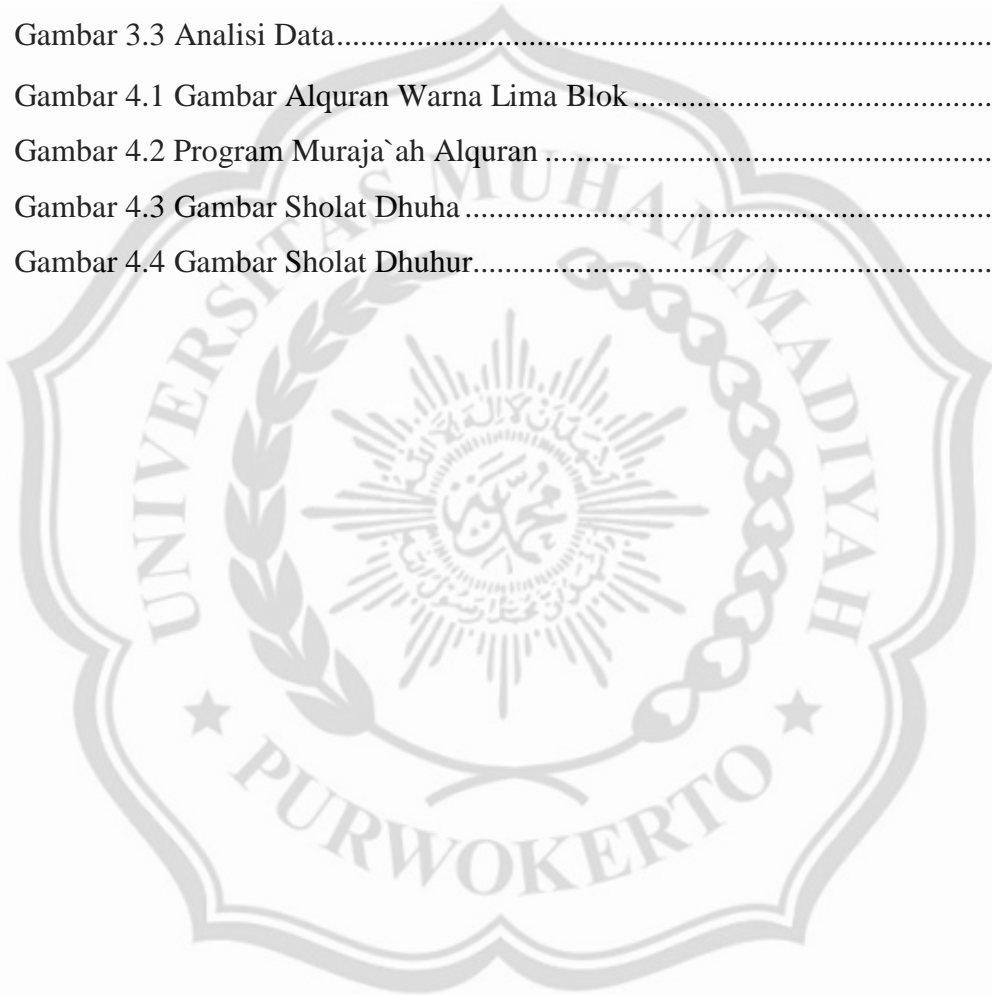 Gambar 3.3 Analisi Data..........................................................................................
Gambar 4.1 Gambar Alquran Warna Lima Blok..........................................
Gambar 4.2 Program Muraja`ah Alquran........................................................
Gambar 4.3 Gambar Sholat Dhuha..................................................................
Gambar 4.4 Gambar Sholat Dhuhur.................................................................
UNIVERSITAS MUHAMMADIYAH
PURWOKERTO
محمدية